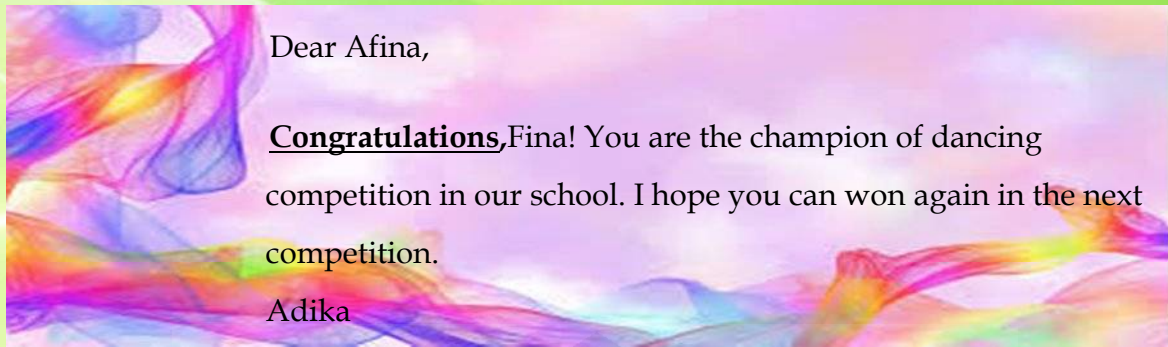 Dear Afina,
Congratulations,Fina! You are the champion of dancing
competition in our school. I hope you can won again in the next
competition.
Adika